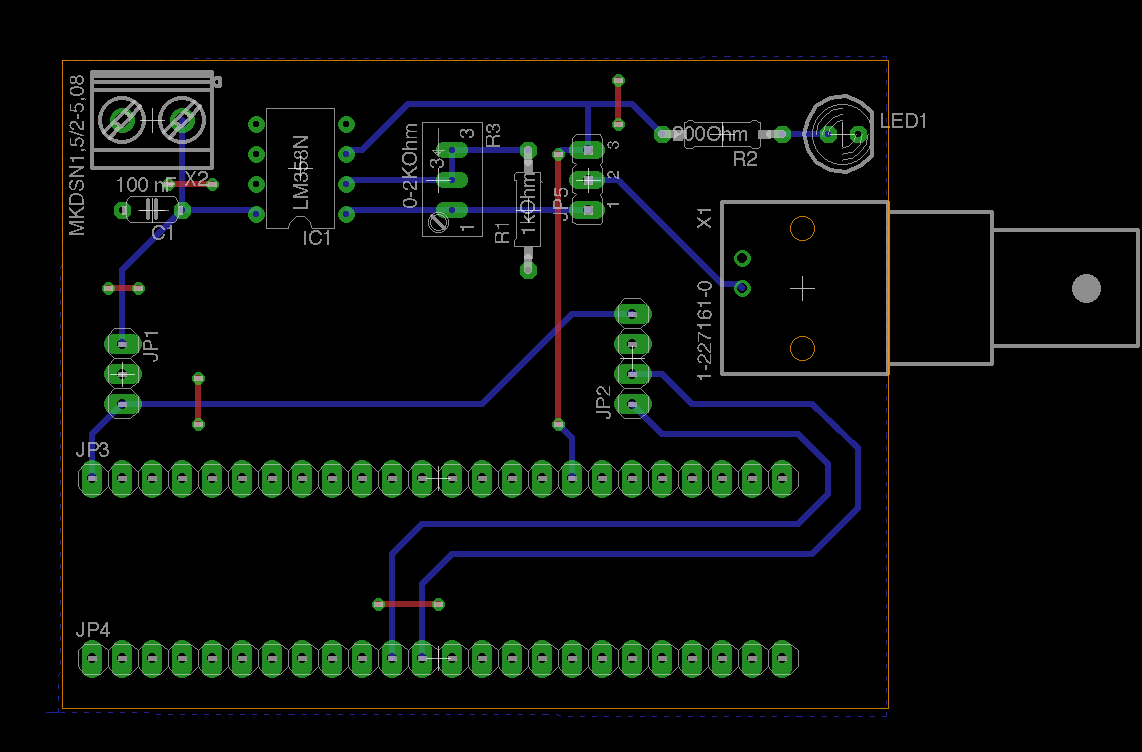 MKDSN1,5/2-5,08
X2
100 nF
C1
LM358N
IC1
0-2KOhm
R3
3
1
1kOhm
R1
JP5
3
2
1
200Ohm
R2
LED1
X1
1-227161-0
JP1
JP2
JP3
JP4